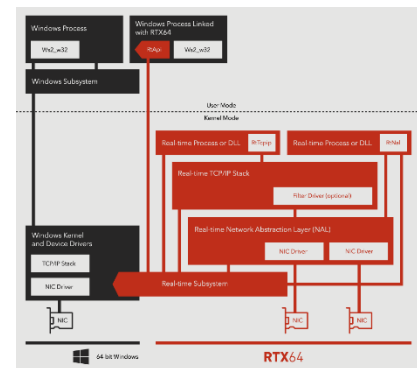 Windows Process
Ws2_w32
Windows Process Linked
with RTX64
RtApi
Ws2_w32
Windows Subsystem
User Mode
Kernel Mode
Real-time Process or DLL
RtTcpip
Real-time Process or DLL
RtNal
Real-time TCP/IP Stack
Filter Driver (optional)
Real-time Network Abstraction Layer (NAL)
NIC Driver
NIC Driver
Windows Kernel
and Device Drivers
TCP/IP Stack
NIC Driver
Real-time Subsystem
NIC
NIC
NIC
64-bit Windows
RTX64